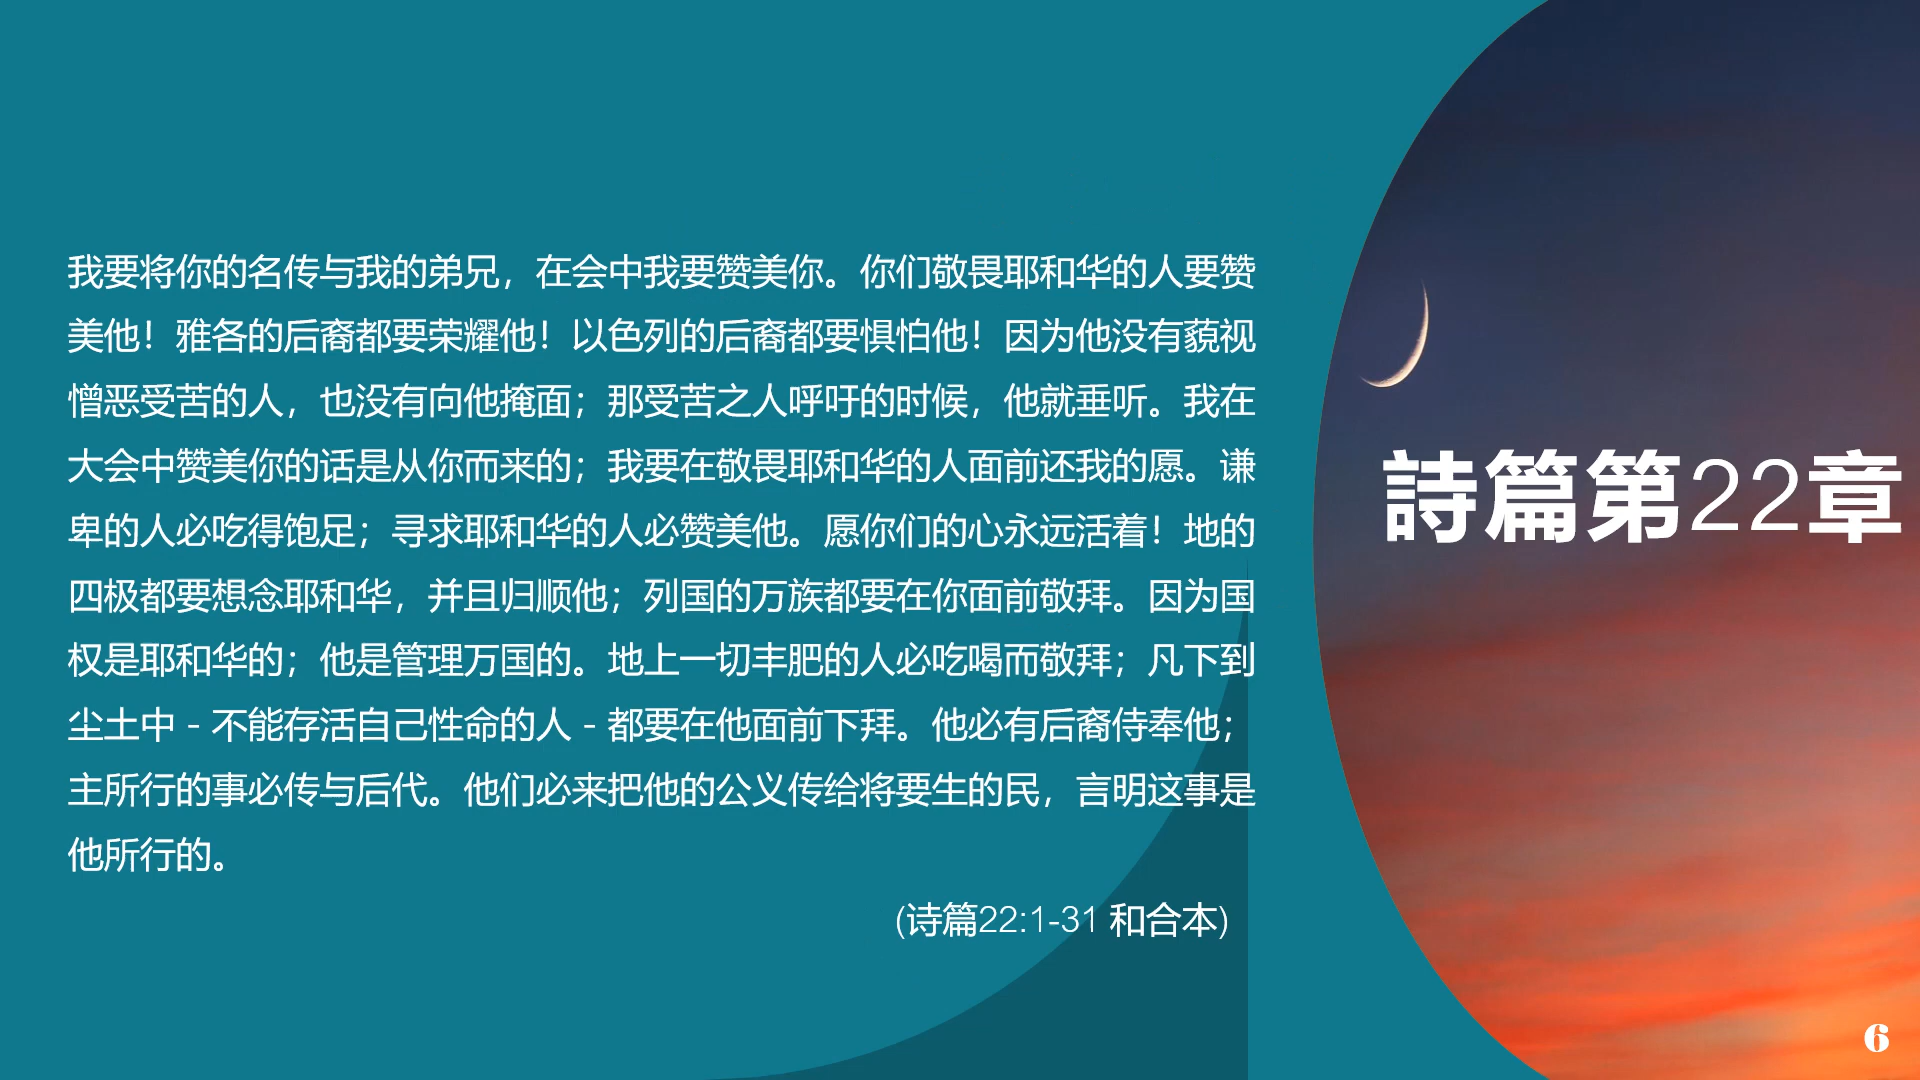 我要将你的名传与我的弟兄，在会中我要赞美你。你们敬畏耶和华的人要赞
美他！雅各的后裔都要荣耀他！以色列的后裔都要惧怕他！因为他没有藐视
憎恶受苦的人，也没有向他掩面；那受苦之人呼吁的时候，他就垂听。我在
大会中赞美你的话是从你而来的；我要在敬畏耶和华的人面前还我的愿。谦
卑的人必吃得饱足；寻求耶和华的人必赞美他。愿你们的心永远活着！地的
四极都要想念耶和华，并且归顺他；列国的万族都要在你面前敬拜。因为国
权是耶和华的；他是管理万国的。地上一切丰肥的人必吃喝而敬拜；凡下到
尘土中 - 不能存活自己性命的人 - 都要在他面前下拜。他必有后裔侍奉他；
主所行的事必传与后代。他们必来把他的公义传给将要生的民，言明这事是
他所行的。
(诗篇22:1-31 和合本)
詩篇第22章
6